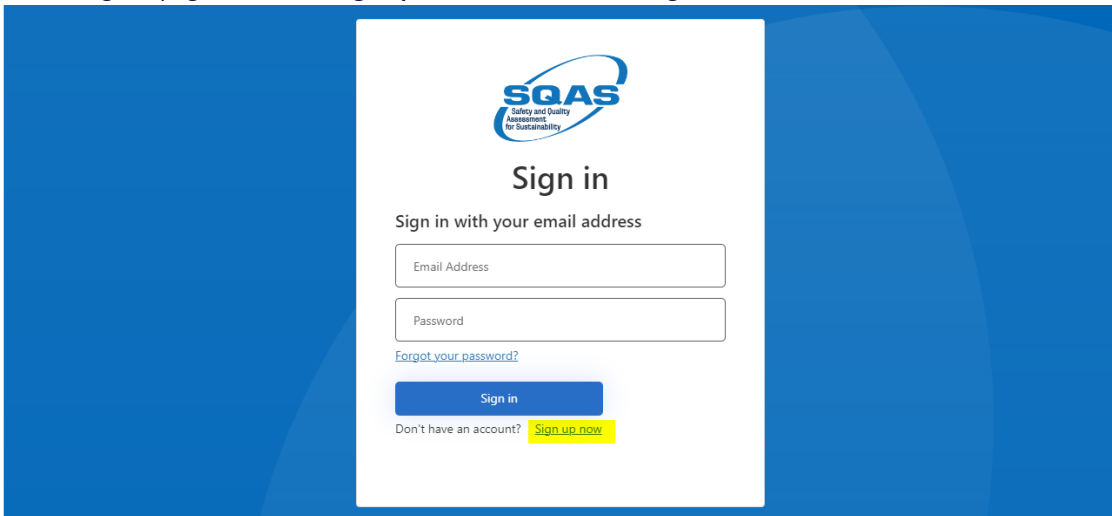 SQAS
Safety and Quality
Assessment
for Sustainability
Sign in
Sign in with your email address
Email Address
Password
Forgot your password?
Sign in
Don't have an account? Sign up now